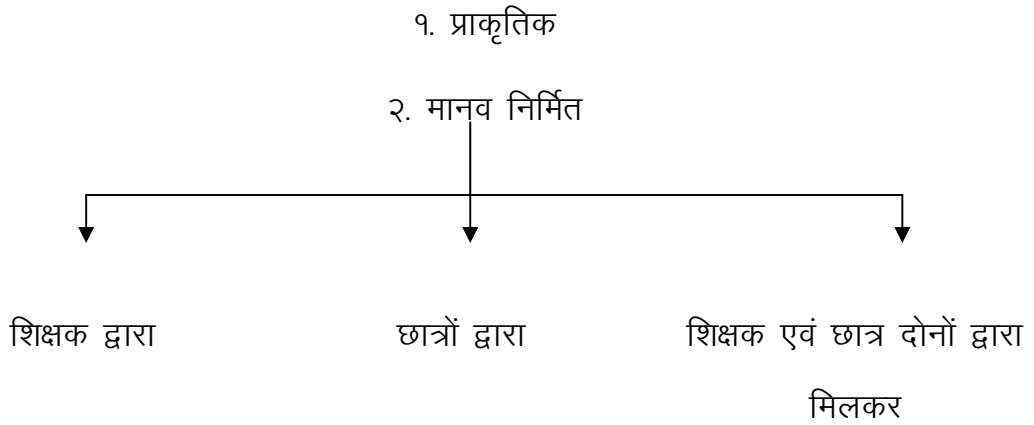 १. प्राकृतिक
२. मानव निर्मित
शिक्षक द्वारा
छात्रों द्वारा
शिक्षक एवं छात्र दोनों द्वारा
मिलकर